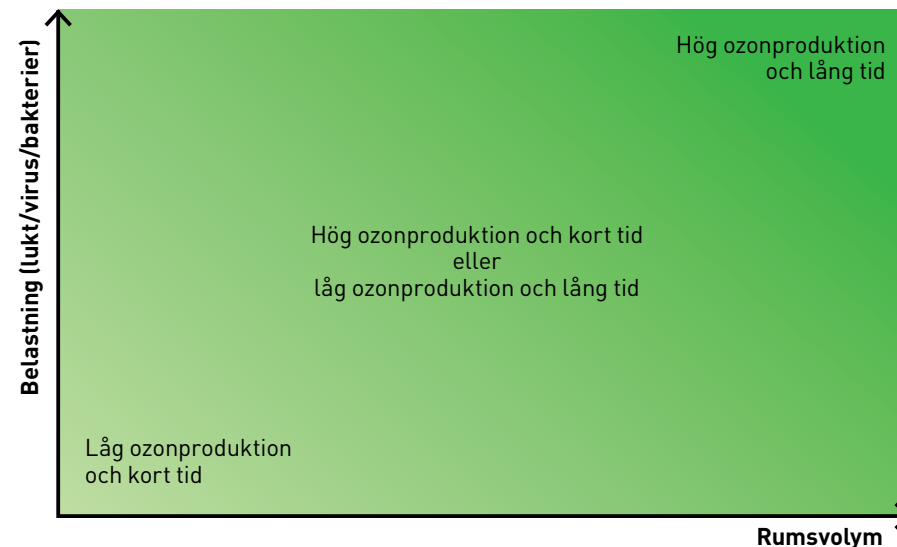 Belastning (lukt/virus/bakterier)
Hög ozonproduktion
och lång tid
Hög ozonproduktion och kort tid
eller
låg ozonproduktion och lång tid
Låg ozonproduktion
och kort tid
Rumsvolym